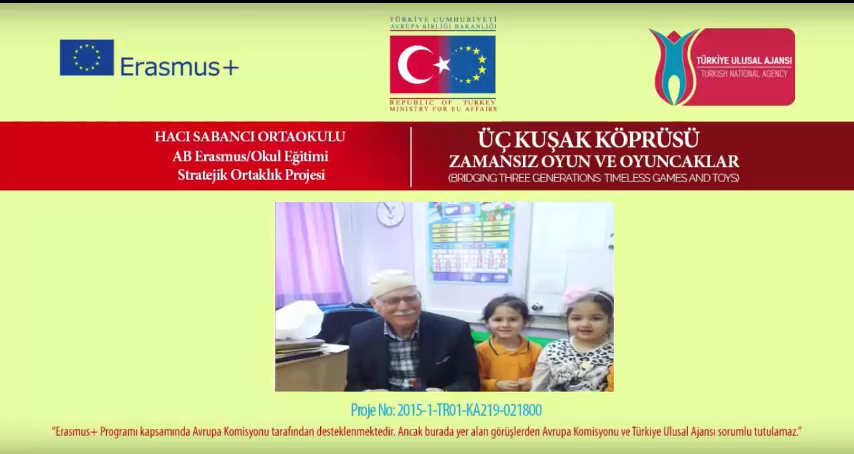 Erasmus+
TÜRKİYE CUMHURİYETİ
AVRUPA BİRLİĞİ BAKANLIĞI
REPUBLIC OF TURKEY
MINISTRY FOR EU AFFAIRS
TÜRKİYE ULUSAL AJANSI
TURKISH NATIONAL AGENCY
HACI SABANCI ORTAOKULU
AB Erasmus/Okul Eğitimi
Stratejik Ortaklık Projesi
ÜÇ KUŞAK KÖPRÜSÜ
ZAMANSIZ OYUN VE OYUNCAKLAR
(BRIDGING THREE GENERATIONS: TIMELESS GAMES AND TOYS)
Proje No: 2015-1-TR01-KA219-021800
“Erasmus+ Programı kapsamında Avrupa Komisyonu tarafından desteklenmektedir. Ancak burada yer alan görüşlerden Avrupa Komisyonu ve Türkiye Ulusal Ajansı sorumlu tutulamaz.”